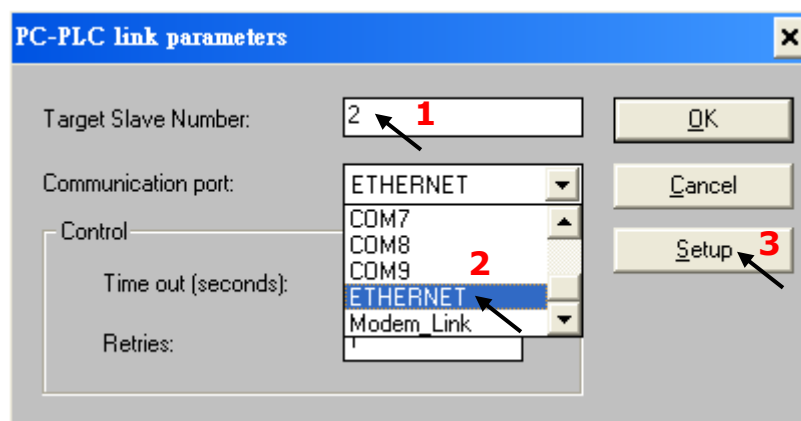 PC-PLC link parameters
Target Slave Number:
2
1
OK
Communication port:
ETHERNET
Cancel
COM7
COM8
COM9
ETHERNET
Modem_Link
2
Setup
3
Control
Time out (seconds):
Retries: